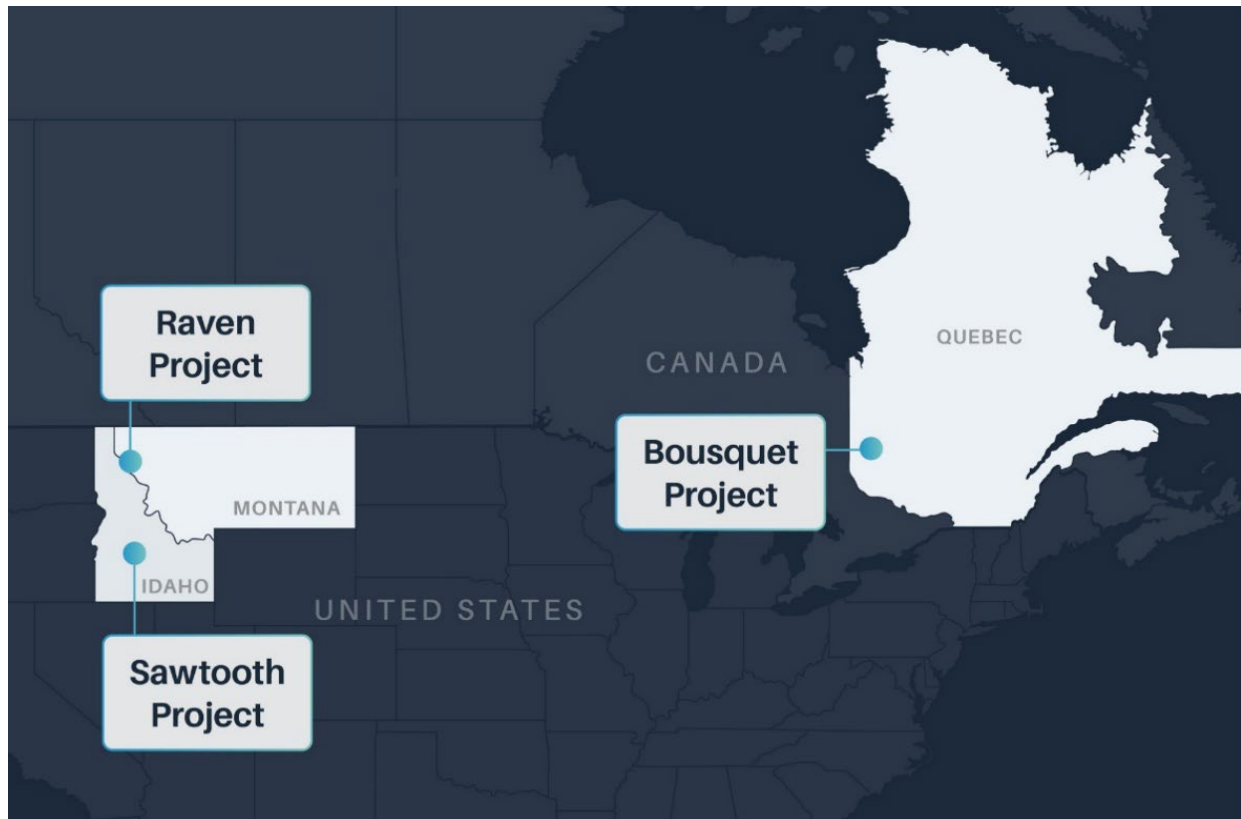 Raven
Project
QUEBEC
CANADA
Bousquet
Project
MONTANA
IDAHO
UNITED STATES
Sawtooth
Project